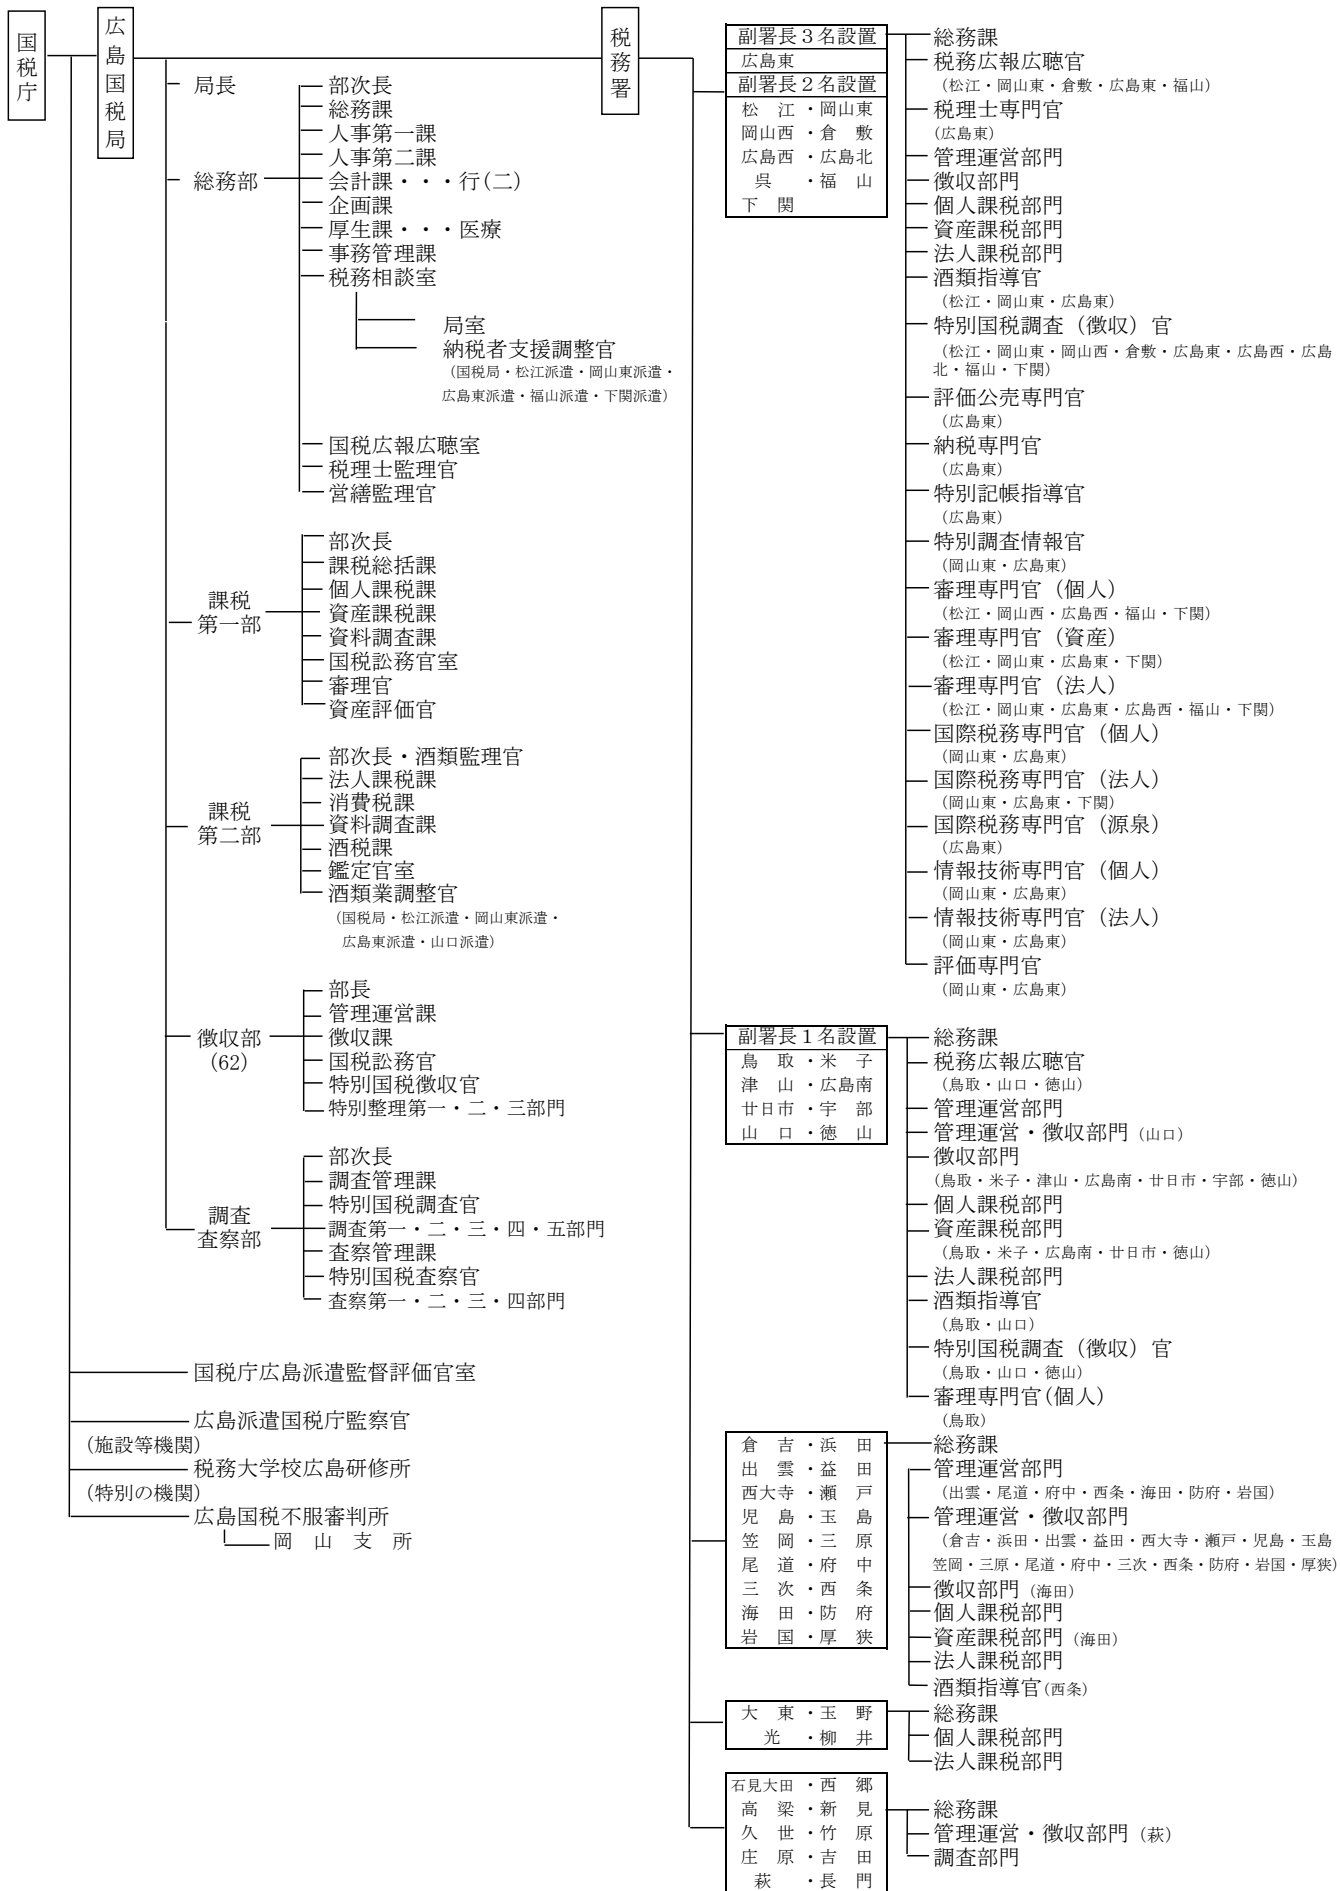 国税庁
広島国税局
局長
総務部
部次長
総務課
人事第一課
人事第二課
会計課・・・行(二)
企画課
厚生課・・・医療
事務管理課
税務相談室
局室
納税者支援調整官
(国税局・松江派遣・岡山東派遣・
広島東派遣・福山派遣・下関派遣)
国税広報広聴室
税理士監理官
営繕監理官
課税
第一部
部次長
課税総括課
個人課税課
資産課税課
資料調査課
国税訟務官室
審理官
資産評価官
課税
第二部
部次長・酒類監理官
法人課税課
消費税課
資料調査課
酒税課
鑑定官室
酒類業調整官
(国税局・松江派遣・岡山東派遣・
広島東派遣・山口派遣)
徴収部
(62)
部長
管理運営課
徴収課
国税訟務官
特別国税徴収官
特別整理第一・二・三部門
調査
査察部
部次長
調査管理課
特別国税調査官
調査第一・二・三・四・五部門
査察管理課
特別国税査察官
査察第一・二・三・四部門
国税庁広島派遣監督評価官室
広島派遣国税庁監察官
(施設等機関)
税務大学校広島研修所
(特別の機関)
広島国税不服審判所
岡 山 支 所
税務署
副署長3名設置
広島東
副署長2名設置
松 江 ・岡山東
岡山西・倉 敷
広島西・広島北
呉 ・福 山
下 関
総務課
税務広報広聴官
(松江・岡山東・倉敷・広島東・福山)
税理士専門官
(広島東)
管理運営部門
徴収部門
個人課税部門
資産課税部門
法人課税部門
酒類指導官
(松江・岡山東・広島東)
特別国税調査(徴収)官
(松江・岡山東・岡山西・倉敷・広島東・広島西・広島
北・福山・下関)
評価公売専門官
(広島東)
納税専門官
(広島東)
特別記帳指導官
(広島東)
特別調査情報官
(岡山東・広島東)
審理専門官(個人)
(松江・岡山西・広島西・福山・下関)
審理専門官(資産)
(松江・岡山東・広島東・下関)
審理専門官(法人)
(松江・岡山東・広島東・広島西・福山・下関)
国際税務専門官(個人)
(岡山東・広島東)
国際税務専門官(法人)
(岡山東・広島東・下関)
国際税務専門官(源泉)
(広島東)
情報技術専門官(個人)
(岡山東・広島東)
情報技術専門官(法人)
(岡山東・広島東)
評価専門官
(岡山東・広島東)
副署長1名設置
鳥 取 ・米 子
津 山 ・広島南
廿日市・宇 部
山 口 ・徳 山
総務課
税務広報広聴官
(鳥取・山口・徳山)
管理運営部門
管理運営・徴収部門(山口)
徴収部門
(鳥取・米子・津山・広島南・廿日市・宇部・徳山)
個人課税部門
資産課税部門
(鳥取・米子・広島南・廿日市・徳山)
法人課税部門
酒類指導官
(鳥取・山口)
特別国税調査(徴収)官
(鳥取・山口・徳山)
審理専門官(個人)
(鳥取)
倉 吉 ・浜 田
出 雲 ・益 田
西大寺・瀬 戸
児 島 ・玉 島
笠 岡 ・三 原
尾 道 ・府 中
三 次 ・西 条
海 田 ・防 府
岩 国 ・厚 狭
総務課
管理運営部門
(出雲・尾道・府中・西条・海田・防府・岩国)
管理運営・徴収部門
(倉吉・浜田・出雲・益田・西大寺・瀬戸・児島・玉島
笠岡・三原・尾道・府中・三次・西条・防府・岩国・厚狭)
徴収部門(海田)
個人課税部門
資産課税部門(海田)
法人課税部門
酒類指導官(西条)
大 東 ・玉 野
光 ・柳 井
総務課
個人課税部門
法人課税部門
石見大田・西 郷
高 梁 ・新 見
久 世 ・竹 原
庄 原 ・吉 田
萩 ・長 門
総務課
管理運営・徴収部門(萩)
調査部門